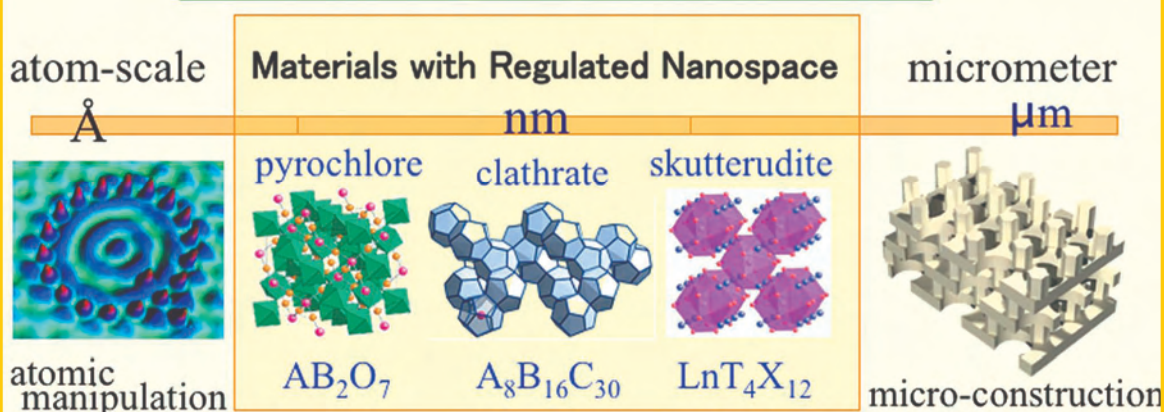 atom-scale
Materials with Regulated Nanospace
micrometer
Å
nm
μm
pyrochlore
clathrate
skutterudite
AB₂O₇
A₈B₁₆C₃₀
LnT₄X₁₂
atomic
manipulation
micro-construction